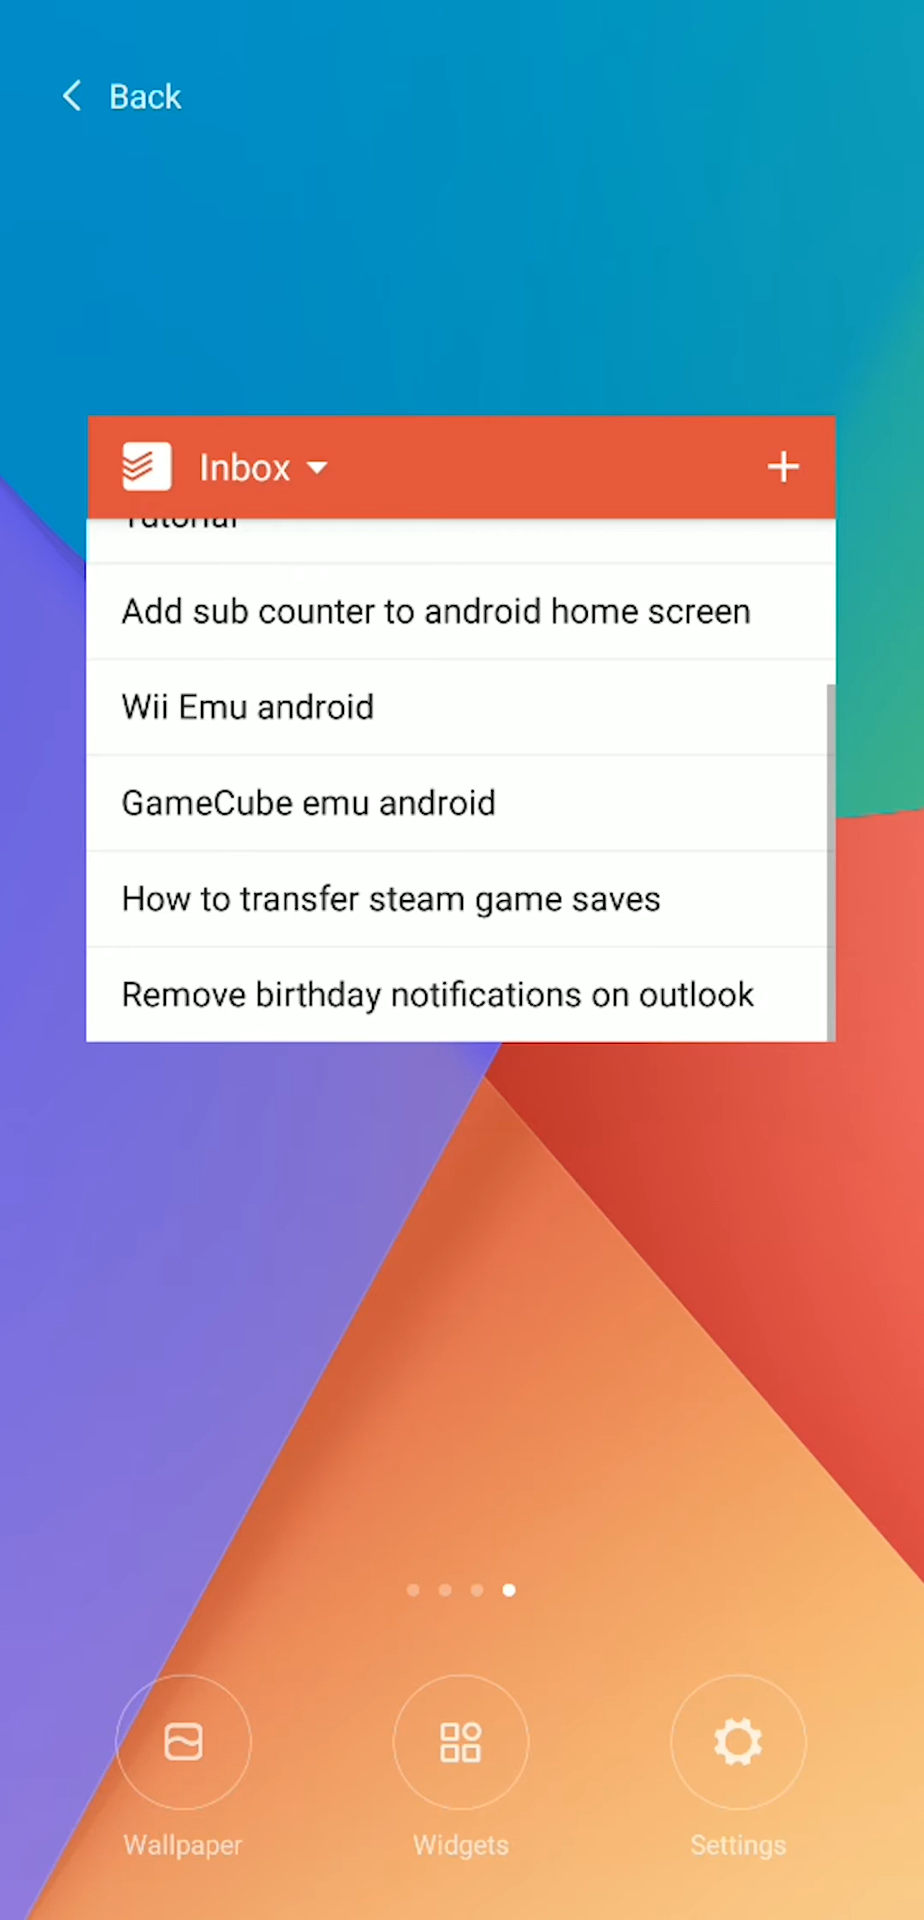 Back
Inbox
Tutorial
Add sub counter to android home screen
Wii Emu android
GameCube emu android
How to transfer steam game saves
Remove birthday notifications on outlook
Wallpaper
Widgets
Settings